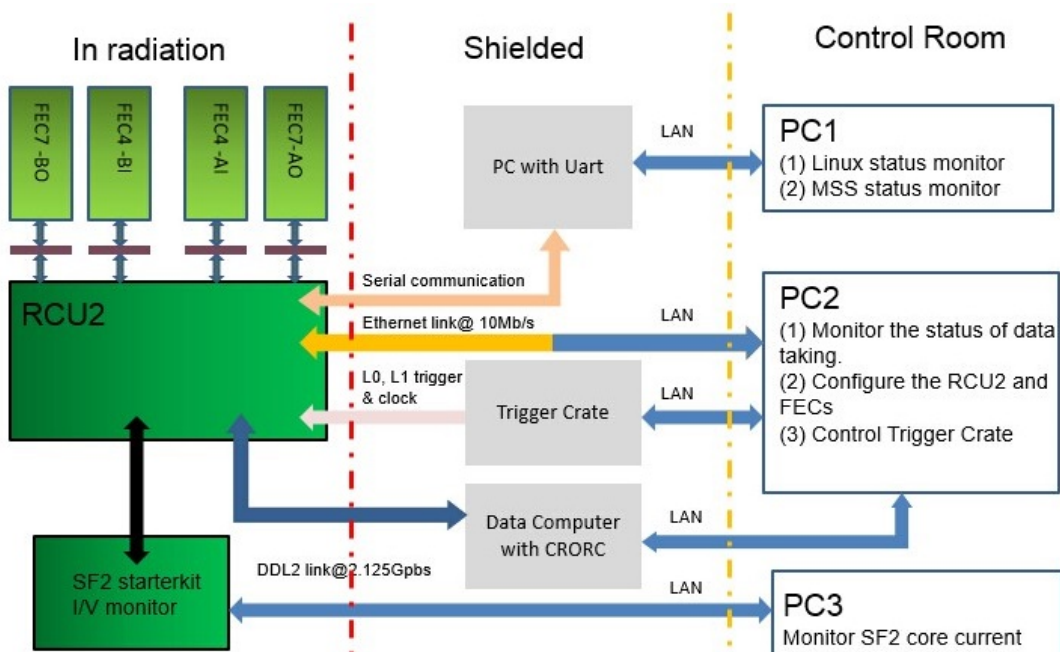 In radiation
Shielded
Control Room
FEC7 -BO
FEC4 -BI
FEC4 -AI
FEC7-AO
RCU2
SF2 starterkit
I/V monitor
PC with Uart
Serial communication
Ethernet link@ 10Mb/s
L0, L1 trigger
& clock
Trigger Crate
Data Computer
with CRORC
DDL2 link@2.125Gpbs
LAN
LAN
LAN
LAN
LAN
PC1
(1) Linux status monitor
(2) MSS status monitor
PC2
(1) Monitor the status of data
taking.
(2) Configure the RCU2 and
FECs
(3) Control Trigger Crate
PC3
Monitor SF2 core current